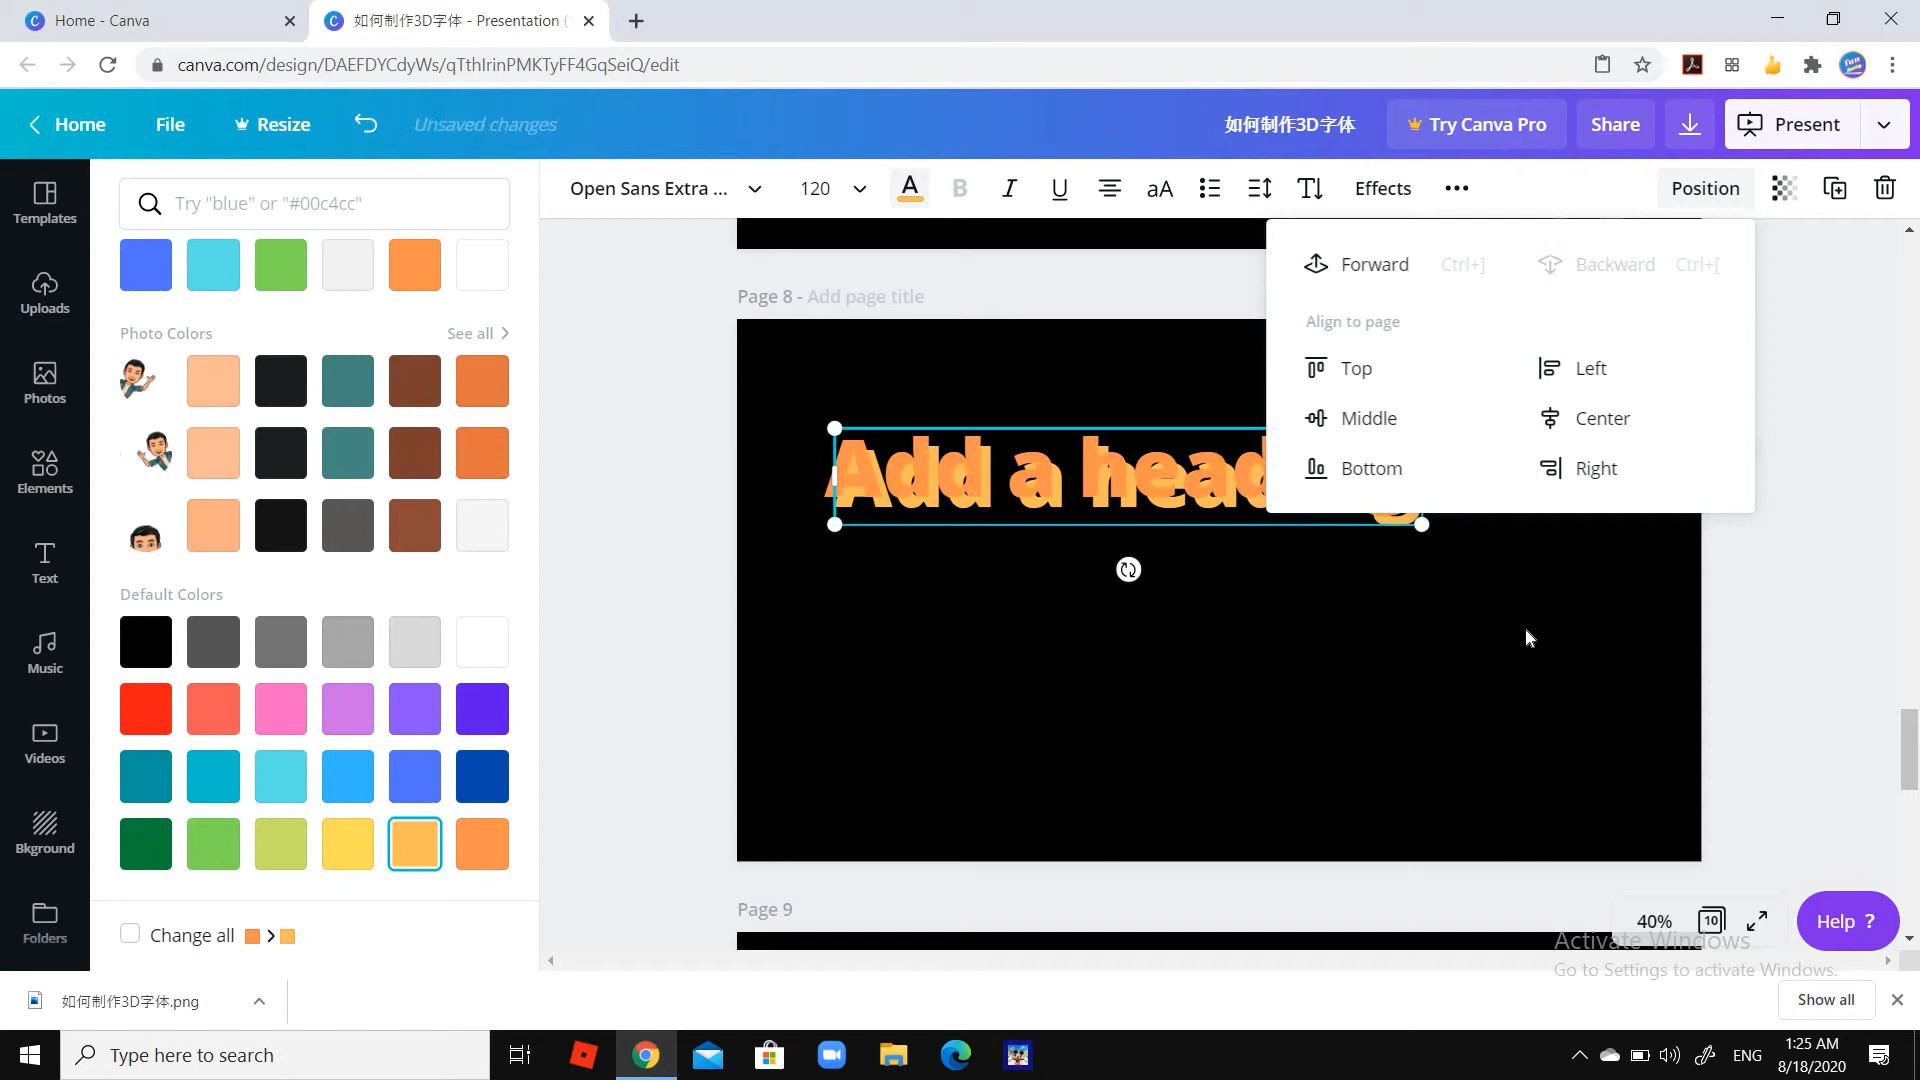 Home - Canva
如何制作3D字体 - Presentation (
canva.com/design/DAEFDYCdyWs/qTthIrinPMKTyFF4GqSeiQ/edit
Home
File
Resize
Unsaved changes
如何制作3D字体
Try Canva Pro
Share
Present
Templates
Uploads
Photos
Elements
Text
Music
Videos
Bkground
Folders
Try "blue" or "#00c4cc"
Photo Colors
See all
Default Colors
Change all
Open Sans Extra ...
120
A
B
I
U
aA
Effects
Position
Forward Ctrl+]
Backward Ctrl+[
Align to page
Top
Left
Middle
Center
Bottom
Right
Page 8 - Add page title
Add a head
Page 9
40%
10
Help ?
Activate Windows
Go to Settings to activate Windows.
如何制作3D字体.png
Show all
Type here to search
ENG
1:25 AM
8/18/2020